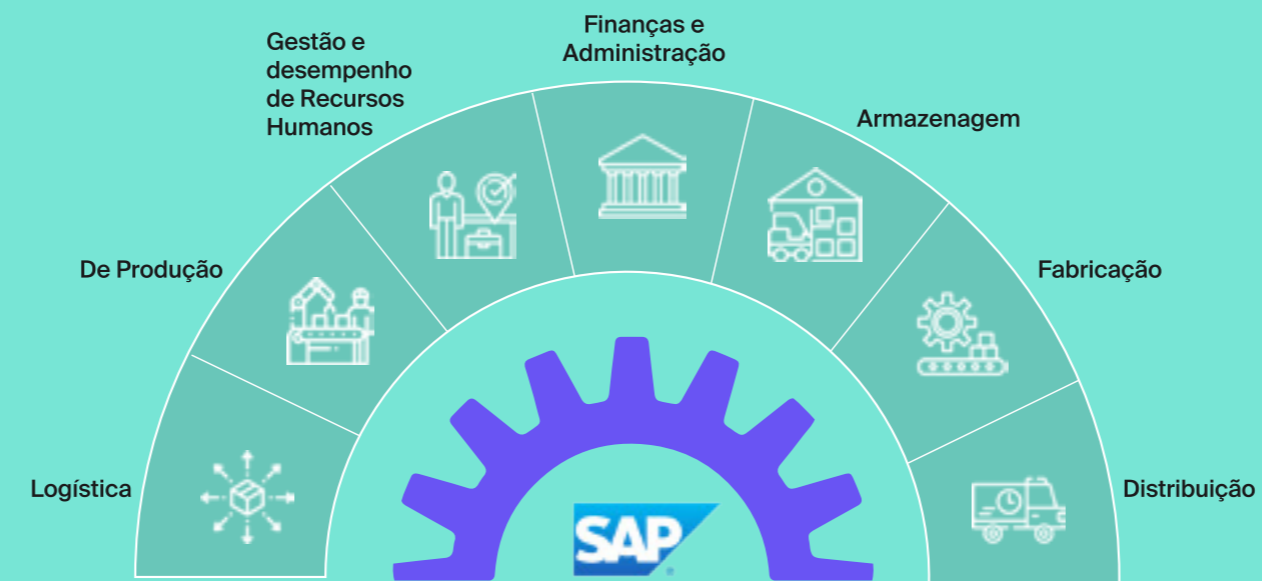 Finanças e
Administração
Gestão e
desempenho
de Recursos
Humanos
Armazenagem
De Produção
Fabricação
Logística
Distribuição
SAP
®